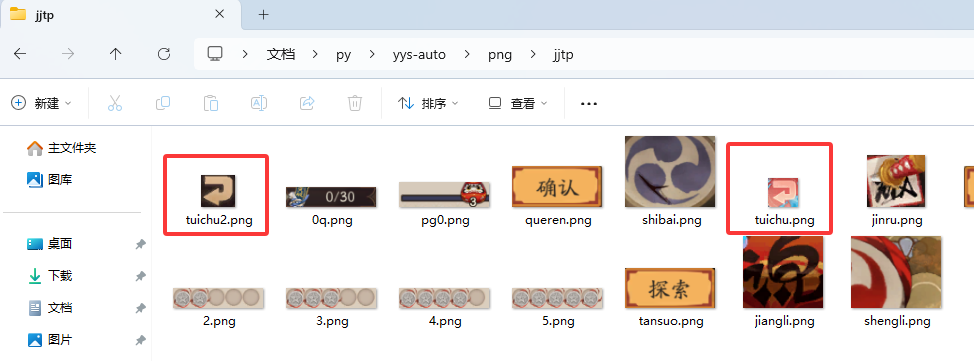 jjtp
文档 py yys-auto png jjtp
新建 排序 查看
主文件夹
图库
桌面
下载
文档
图片
0/30
3
确认
tuichu2.png 0q.png pg0.png queren.png shibai.png tuichu.png jinru.png
探索
2.png 3.png 4.png 5.png tansuo.png jiangli.png shengli.png